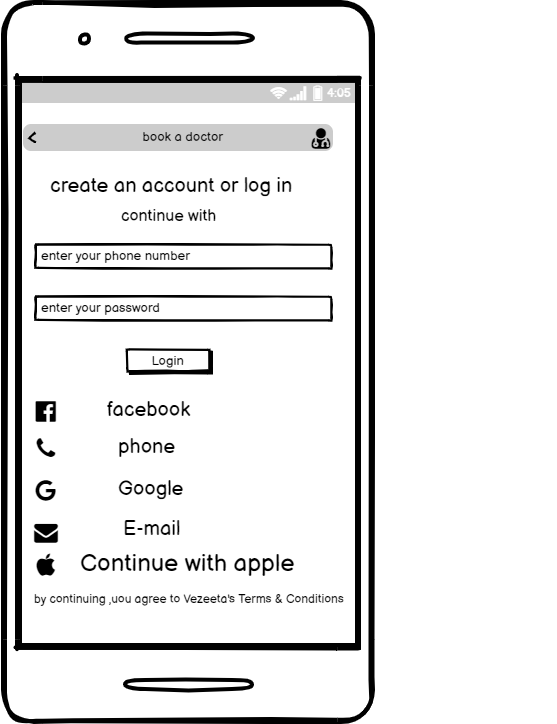 4:05
book a doctor
create an account or log in
continue with
enter your phone number
enter your password
Login
facebook
phone
Google
E-mail
Continue with apple
by continuing ,uou agree to Vezeeta's Terms & Conditions